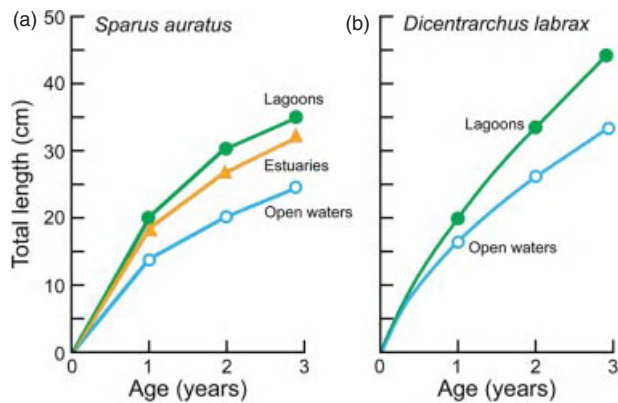 (a)
Sparus auratus
(b)
Dicentrarchus labrax
50
40
30
20
10
0
Total length (cm)
Lagoons
Estuaries
Open waters
Lagoons
Open waters
0 1 2 3
0 1 2 3
Age (years)
Age (years)